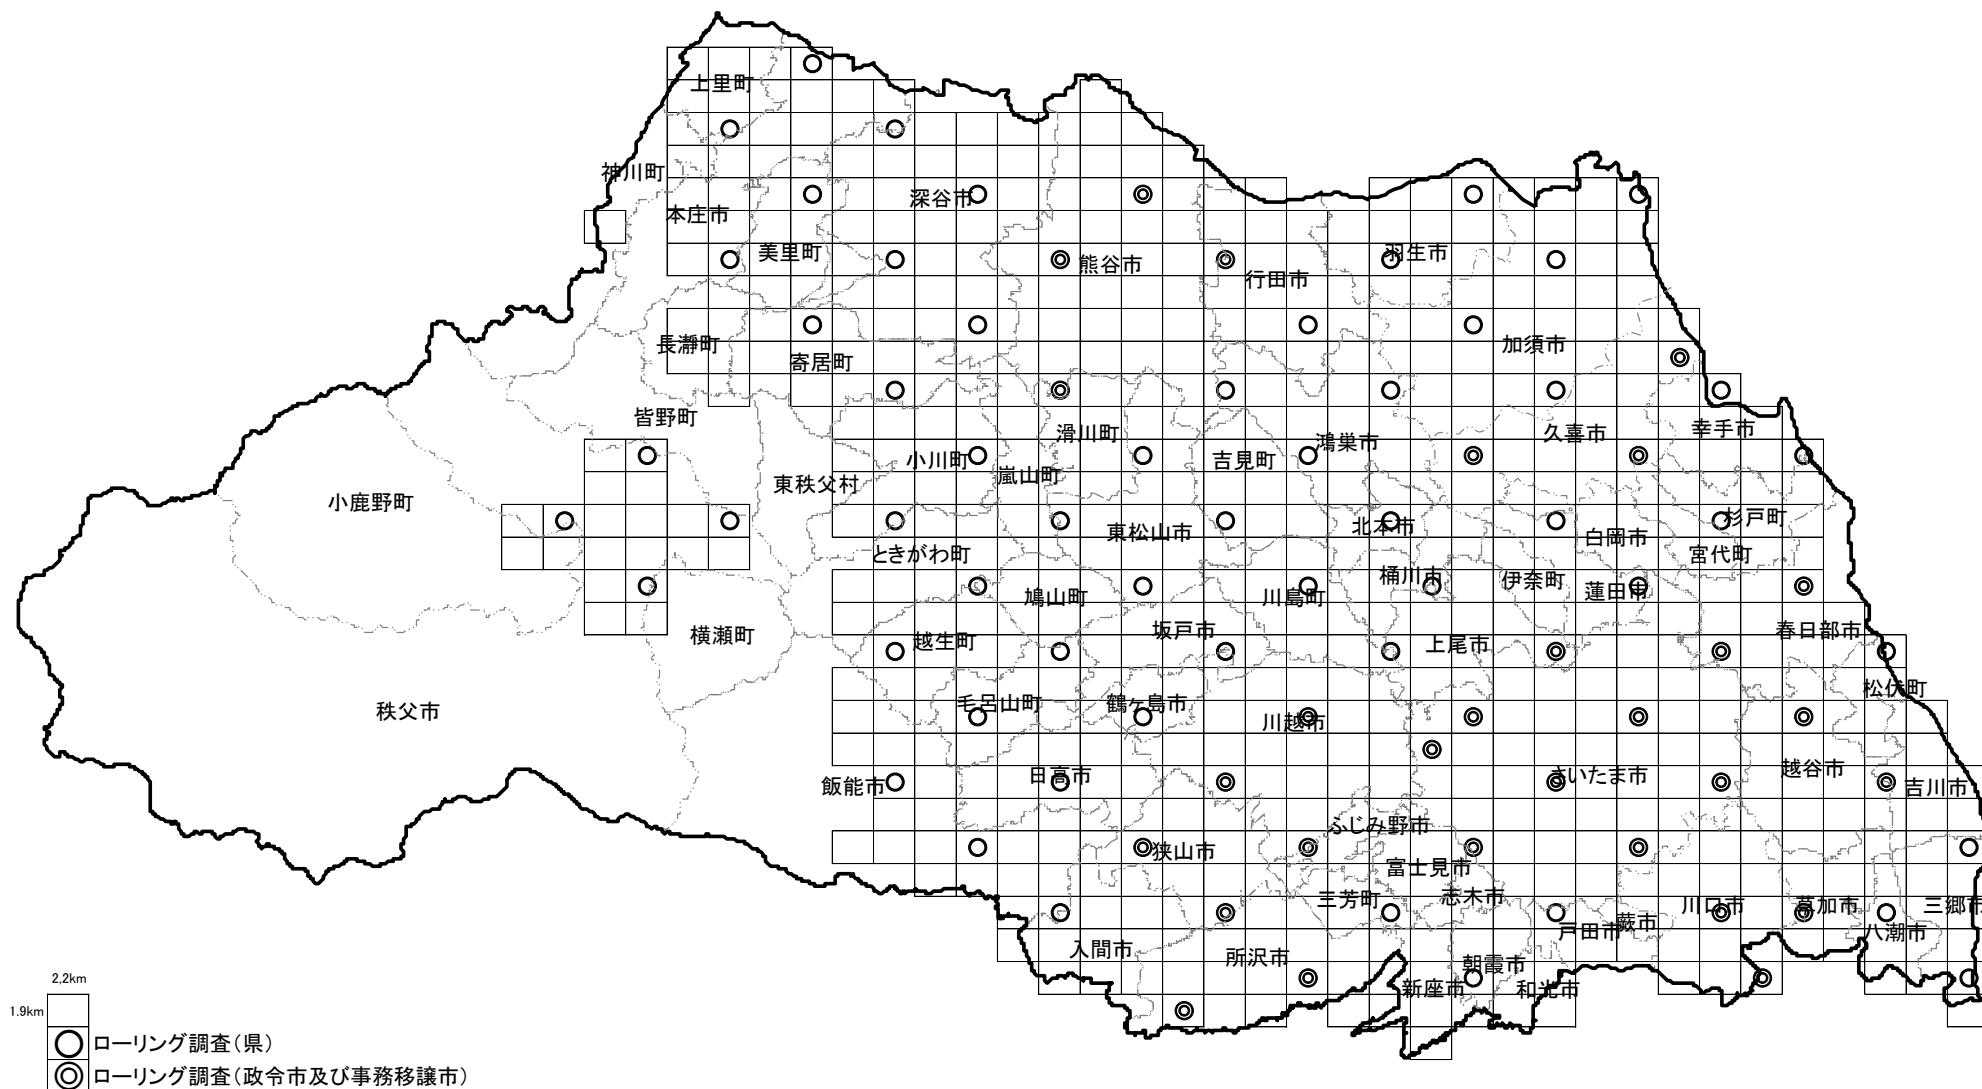 上里町
神川町
本庄市
深谷市
美里町
熊谷市
行田市
羽生市
長瀞町
寄居町
加須市
皆野町
滑川町
鴻巣市
久喜市
幸手市
小川町
嵐山町
吉見町
東秩父村
小鹿野町
東松山市
北本市
白岡市
杉戸町
ときがわ町
宮代町
鳩山町
川島町
桶川市
伊奈町
蓮田市
横瀬町
越生町
坂戸市
上尾市
春日部市
秩父市
毛呂山町
鶴ヶ島市
川越市
松伏町
飯能市
日高市
さいたま市
越谷市
吉川市
ふじみ野市
狭山市
富士見市
三芳町
志木市
川口市
草加市
三郷市
戸田市
蕨市
八潮市
入間市
所沢市
朝霞市
新座市
和光市
2.2km
1.9km
ローリング調査(県)
ローリング調査(政令市及び事務移譲市)